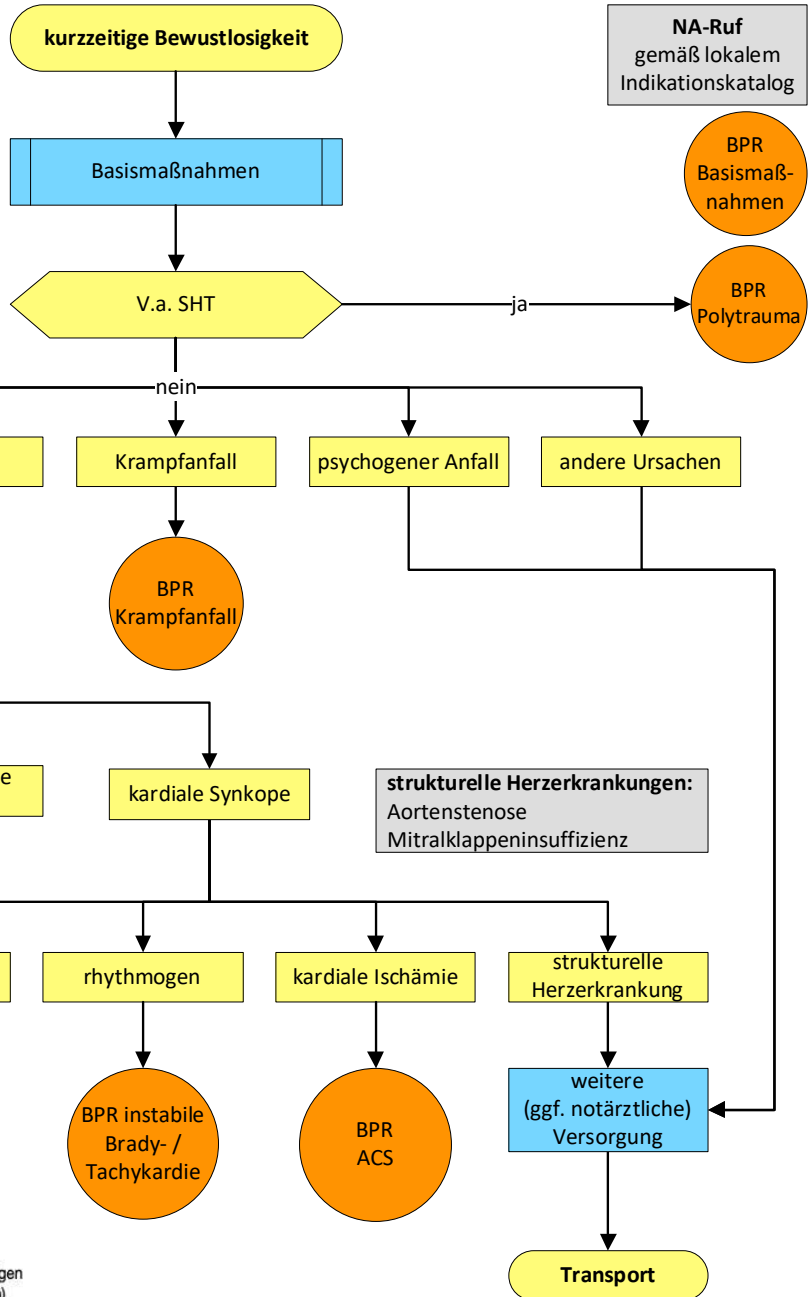 kurzzeitige Bewustlosigkeit
NA-Ruf
gemäß lokalem
Indikationskatalog
BPR
Basismaß-
nahmen
Basismaßnahmen
V.a. SHT
ja
BPR
Polytrauma
nein
Krampfanfall
psychogener Anfall
andere Ursachen
BPR
Krampfanfall
e
kardiale Synkope
strukturelle Herzerkrankungen:
Aortenstenose
Mitralklappeninsuffizienz
rhythmogen
kardiale Ischämie
strukturelle
Herzerkrankung
BPR instabile
Brady- /
Tachykardie
BPR
ACS
weitere
(ggf. notärztliche)
Versorgung
Transport
gen